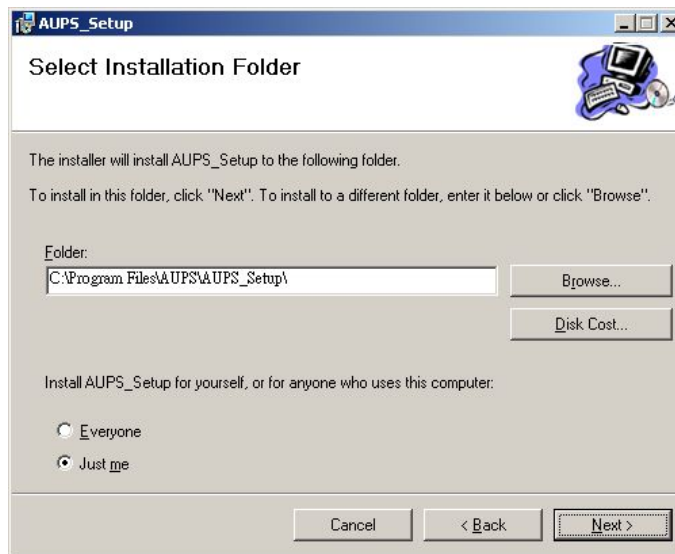 AUPS_Setup
Select Installation Folder
The installer will install AUPS_Setup to the following folder.
To install in this folder, click "Next". To install to a different folder, enter it below or click "Browse".
Folder:
C:\Program Files\AUPS\AUPS_Setup\
Browse...
Disk Cost...
Install AUPS_Setup for yourself, or for anyone who uses this computer:
Everyone
Just me
Cancel
< Back
Next >